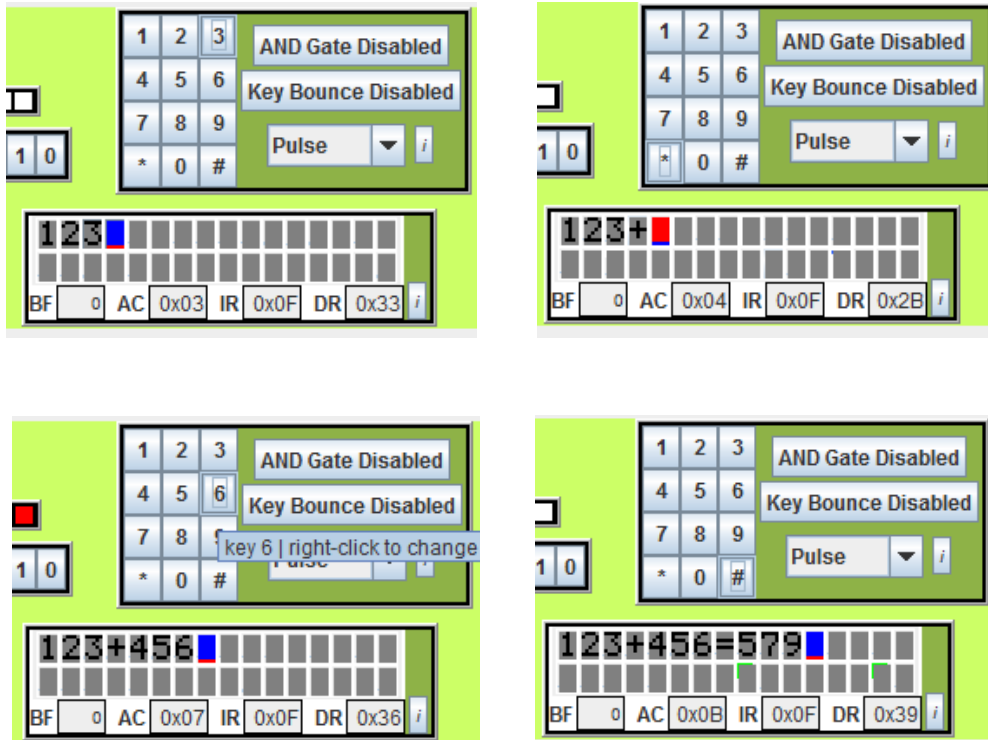 1 2 3
AND Gate Disabled
4 5 6
Key Bounce Disabled
7 8 9
Pulse
i
1 0
* 0 #
123
BF 0 AC 0x03 IR 0x0F DR 0x33 i
1 2 3
AND Gate Disabled
4 5 6
Key Bounce Disabled
7 8 9
Pulse
i
1 0
* 0 #
123+
BF 0 AC 0x04 IR 0x0F DR 0x2B i
1 2 3
AND Gate Disabled
4 5 6
Key Bounce Disabled
7 8
key 6 | right-click to change
1 0
* 0 #
123+456
BF 0 AC 0x07 IR 0x0F DR 0x36 i
1 2 3
AND Gate Disabled
4 5 6
Key Bounce Disabled
7 8 9
Pulse
i
1 0
* 0 #
123+456=579
BF 0 AC 0x0B IR 0x0F DR 0x39 i